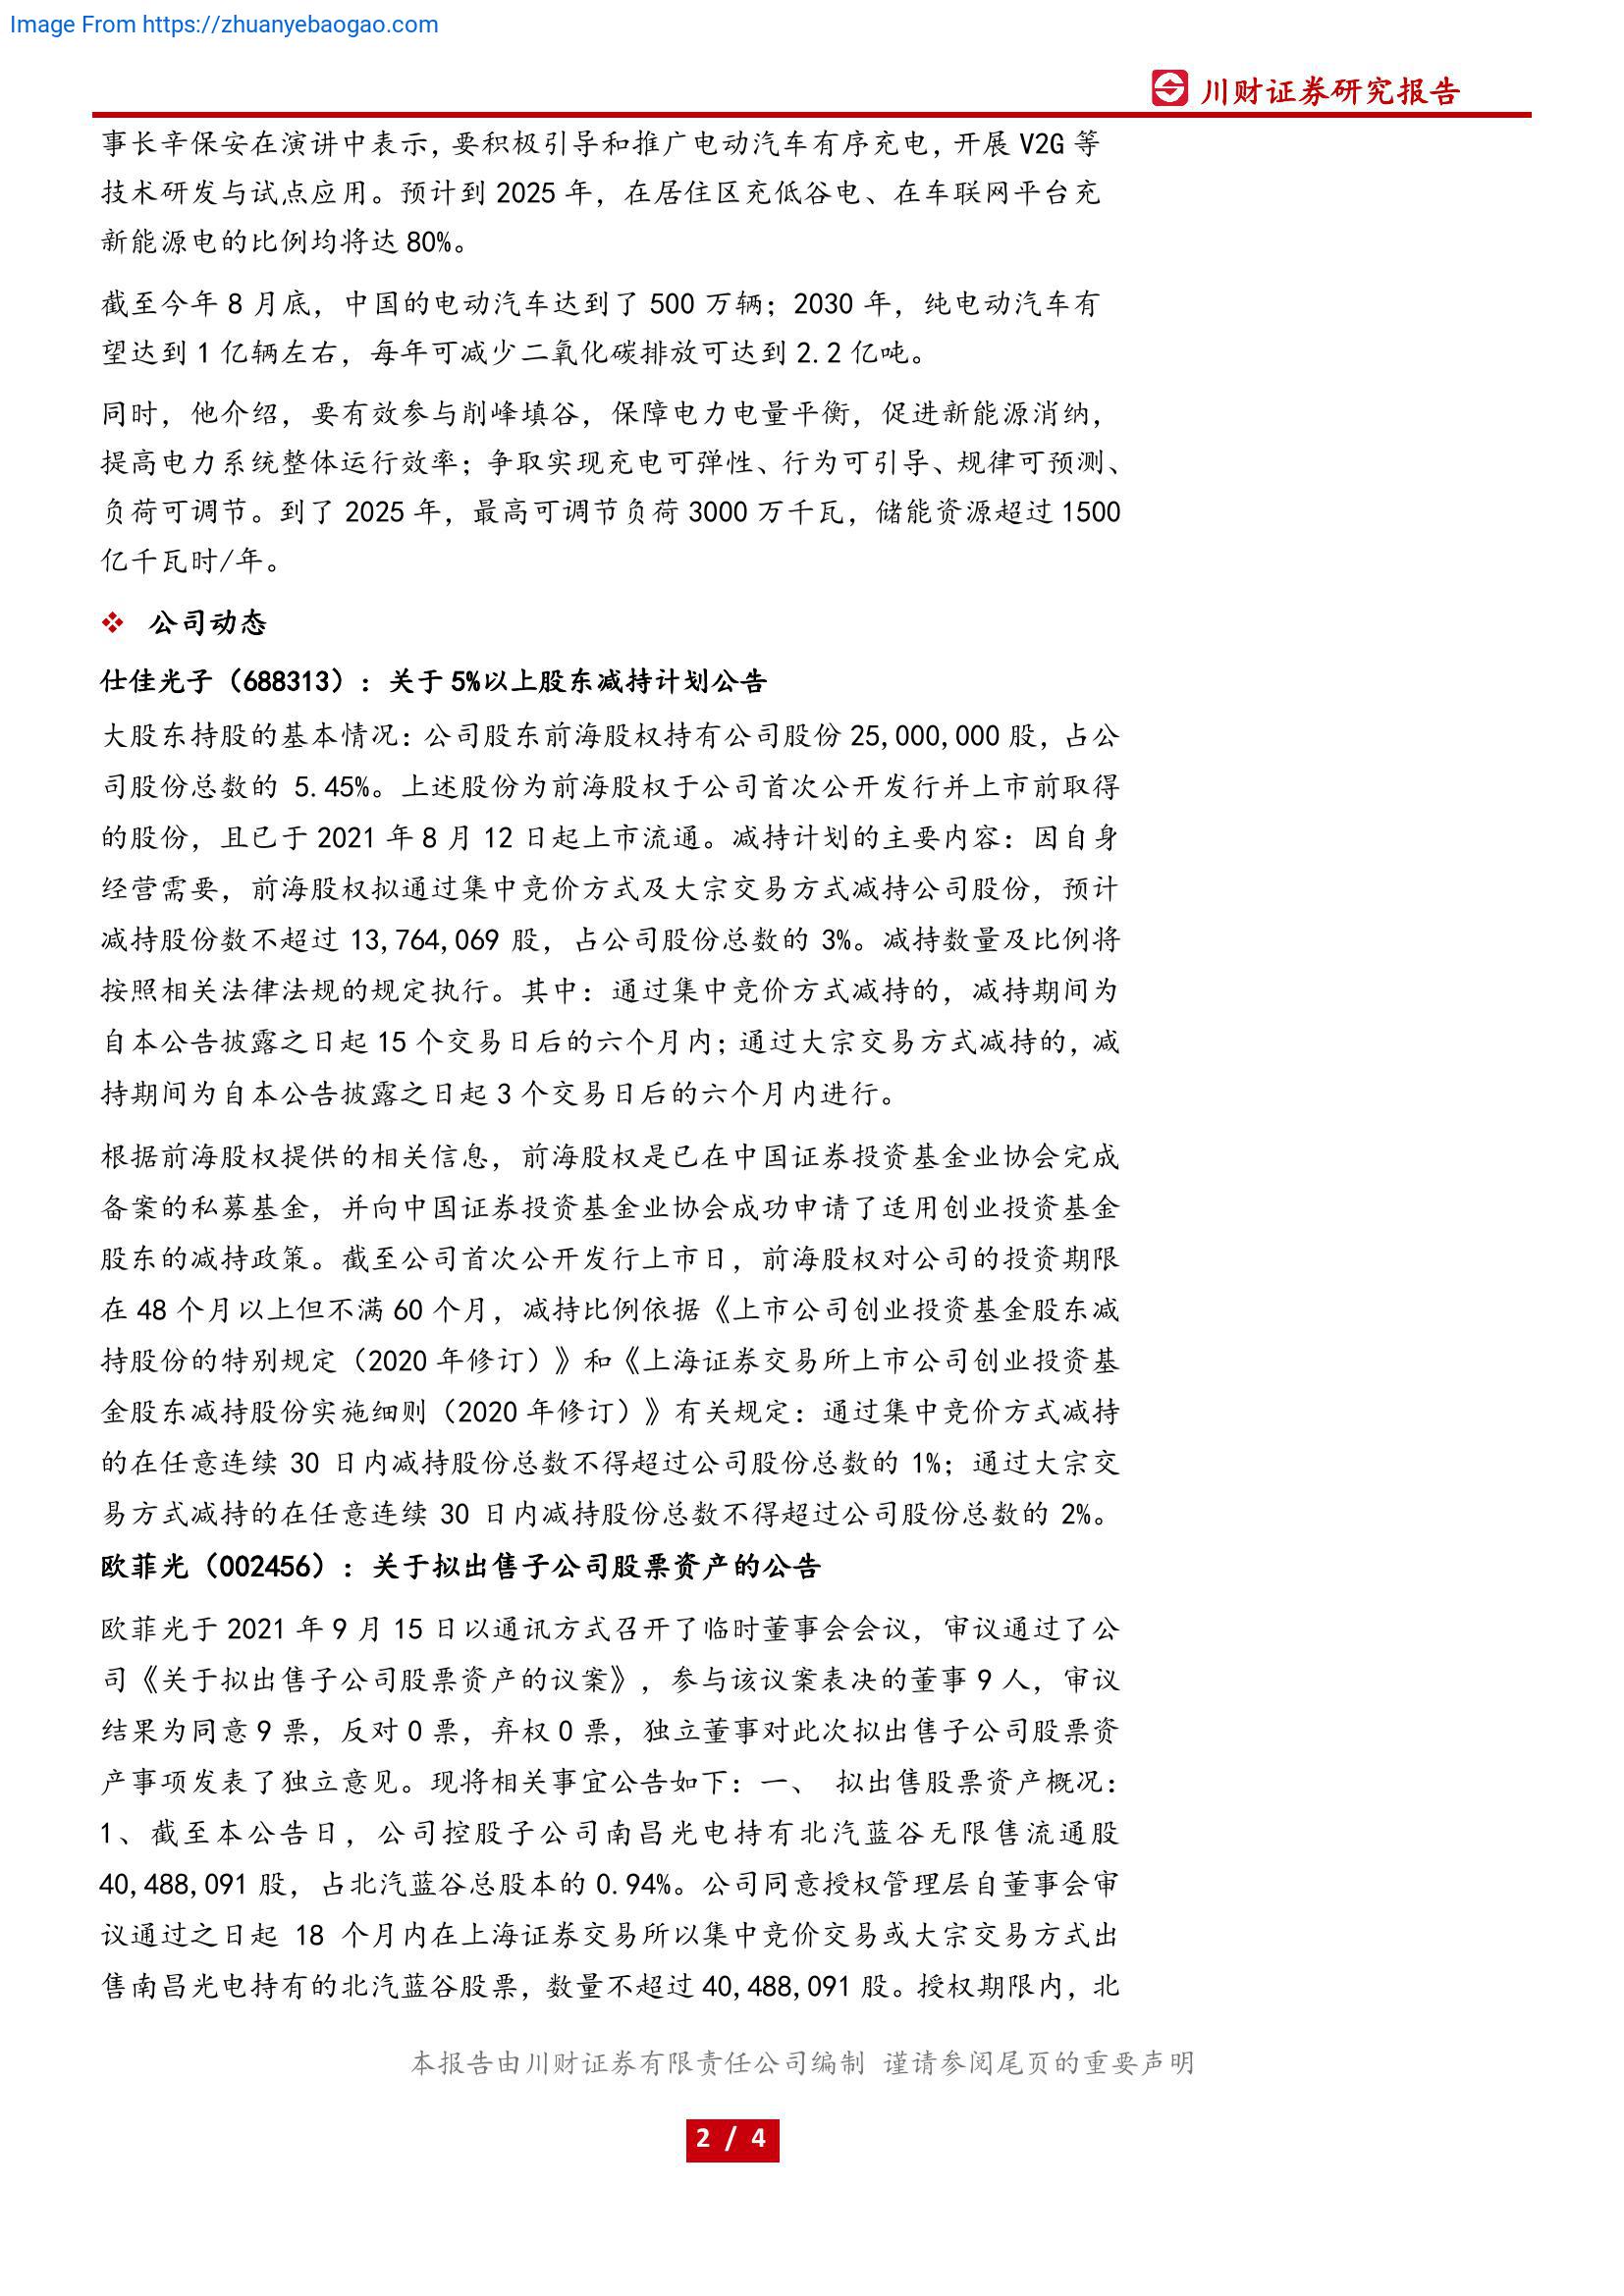 Image From https://zhuanyebaogao.com
川财证券研究报告
事长辛保安在演讲中表示，要积极引导和推广电动汽车有序充电，开展 V2G 等
技术研发与试点应用。预计到 2025 年，在居住区充低谷电、在车联网平台充
新能源电的比例均将达 80%。
截至今年 8 月底，中国的电动汽车达到了 500 万辆；2030 年，纯电动汽车有
望达到 1 亿辆左右，每年可减少二氧化碳排放可达到 2.2 亿吨。
同时，他介绍，要有效参与削峰填谷，保障电力电量平衡，促进新能源消纳，
提高电力系统整体运行效率；争取实现充电可弹性、行为可引导、规律可预测、
负荷可调节。到了 2025 年，最高可调节负荷 3000 万千瓦，储能资源超过 1500
亿千瓦时/年。
❖ 公司动态
仕佳光子（688313）：关于 5%以上股东减持计划公告
大股东持股的基本情况：公司股东前海股权持有公司股份 25,000,000 股，占公
司股份总数的 5.45%。上述股份为前海股权于公司首次公开发行并上市前取得
的股份，且已于 2021 年 8 月 12 日起上市流通。减持计划的主要内容：因自身
经营需要，前海股权拟通过集中竞价方式及大宗交易方式减持公司股份，预计
减持股份数不超过 13,764,069 股，占公司股份总数的 3%。减持数量及比例将
按照相关法律法规的规定执行。其中：通过集中竞价方式减持的，减持期间为
自本公告披露之日起 15 个交易日后的六个月内；通过大宗交易方式减持的，减
持期间为自本公告披露之日起 3 个交易日后的六个月内进行。
根据前海股权提供的相关信息，前海股权是已在中国证券投资基金业协会完成
备案的私募基金，并向中国证券投资基金业协会成功申请了适用创业投资基金
股东的减持政策。截至公司首次公开发行上市日，前海股权对公司的投资期限
在 48 个月以上但不满 60 个月，减持比例依据《上市公司创业投资基金股东减
持股份的特别规定（2020 年修订）》和《上海证券交易所上市公司创业投资基
金股东减持股份实施细则（2020 年修订）》有关规定：通过集中竞价方式减持
的在任意连续 30 日内减持股份总数不得超过公司股份总数的 1%；通过大宗交
易方式减持的在任意连续 30 日内减持股份总数不得超过公司股份总数的 2%。
欧菲光（002456）：关于拟出售子公司股票资产的公告
欧菲光于 2021 年 9 月 15 日以通讯方式召开了临时董事会会议，审议通过了公
司《关于拟出售子公司股票资产的议案》，参与该议案表决的董事 9 人，审议
结果为同意 9 票，反对 0 票，弃权 0 票，独立董事对此次拟出售子公司股票资
产事项发表了独立意见。现将相关事宜公告如下：一、 拟出售股票资产概况：
1、截至本公告日，公司控股子公司南昌光电持有北汽蓝谷无限售流通股
40,488,091 股，占北汽蓝谷总股本的 0.94%。公司同意授权管理层自董事会审
议通过之日起 18 个月内在上海证券交易所以集中竞价交易或大宗交易方式出
售南昌光电持有的北汽蓝谷股票，数量不超过 40,488,091 股。授权期限内，北
本报告由川财证券有限责任公司编制 谨请参阅尾页的重要声明
2 / 4